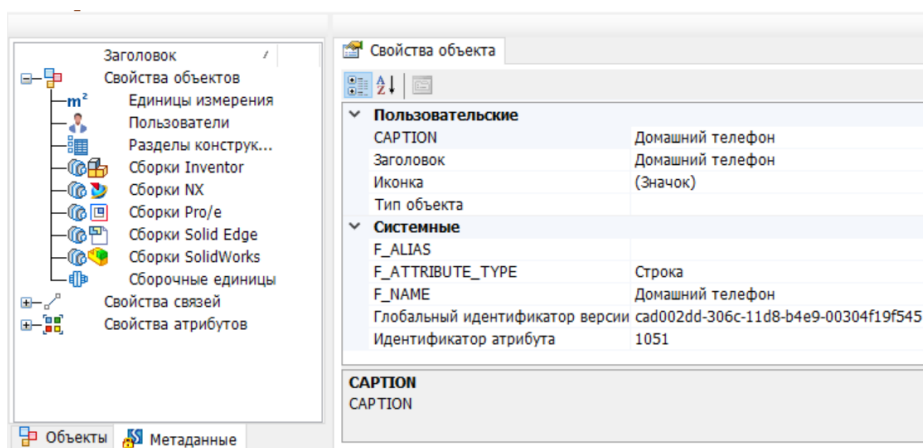 Заголовок
Свойства объектов
m² Единицы измерения
Пользователи
Разделы конструк...
Сборки Inventor
Сборки NX
Сборки Pro/e
Сборки Solid Edge
Сборки SolidWorks
Сборочные единицы
Свойства связей
Свойства атрибутов
Объекты Метаданные
Свойства объекта
Пользовательские
CAPTION Домашний телефон
Заголовок Домашний телефон
Иконка (Значок)
Тип объекта
Системные
F_ALIAS
F_ATTRIBUTE_TYPE Строка
F_NAME Домашний телефон
Глобальный идентификатор версии cad002dd-306c-11d8-b4e9-00304f19f545
Идентификатор атрибута 1051
CAPTION
CAPTION